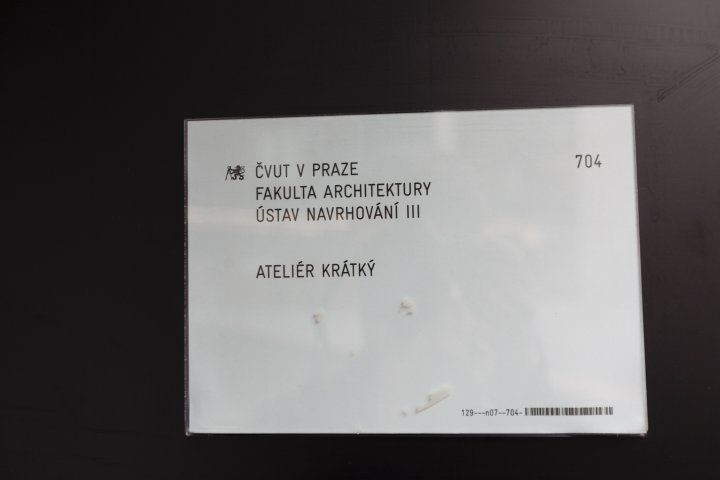 ČVUT V PRAZE
704
FAKULTA ARCHITEKTURY
ÚSTAV NAVRHOVÁNÍ III
ATELIÉR KRÁTKÝ
129---n07--704-